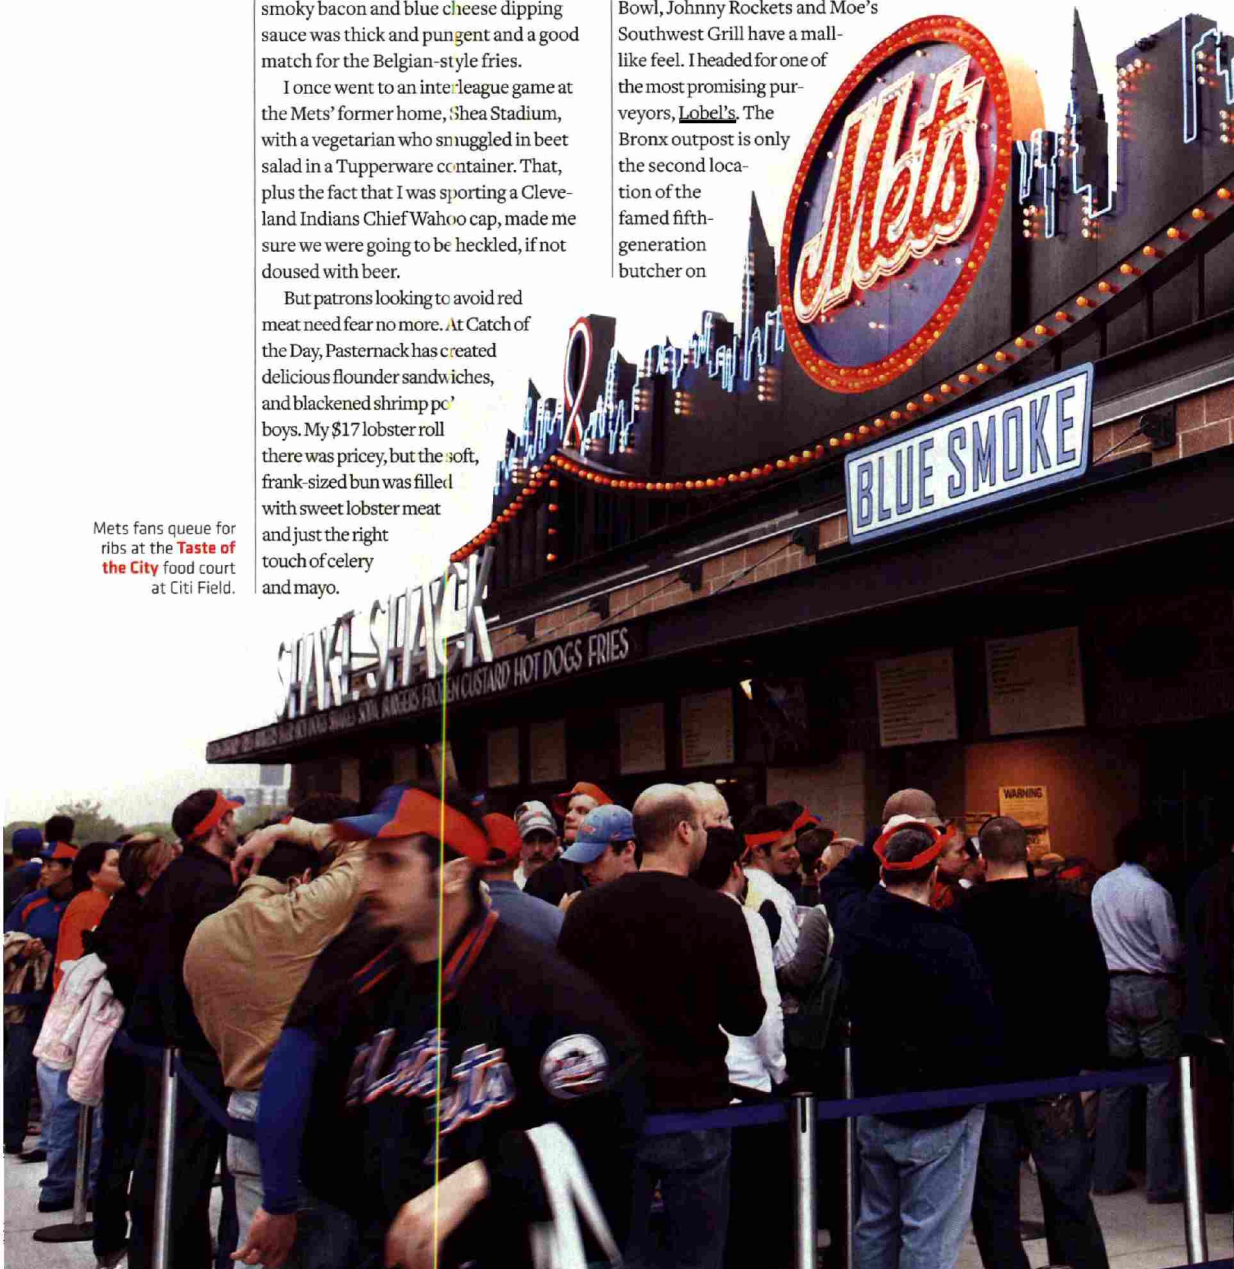 smoky bacon and blue cheese dipping
sauce was thick and pungent and a good
match for the Belgian-style fries.
I once went to an interleague game at
the Mets' former home, Shea Stadium,
with a vegetarian who smuggled in beet
salad in a Tupperware container. That,
plus the fact that I was sporting a Cleve-
land Indians Chief Wahoo cap, made me
sure we were going to be heckled, if not
doused with beer.
But patrons looking to avoid red
meat need fear no more. At Catch of
the Day, Pasternack has created
delicious flounder sandwiches,
and blackened shrimp po'
boys. My $17 lobster roll
there was pricey, but the soft,
frank-sized bun was filled
with sweet lobster meat
and just the right
touch of celery
and mayo.
Bowl, Johnny Rockets and Moe's
Southwest Grill have a mall-
like feel. I headed for one of
the most promising pur-
veyors, Lobel's. The
Bronx outpost is only
the second loca-
tion of the
famed fifth-
generation
butcher on
Mets fans queue for
ribs at the Taste of
the City food court
at Citi Field.
Mets
BLUE SMOKE
SHAKE SHACK
BURGERS FROZEN CUSTARD HOT DOGS FRIES
WARNING
Mets